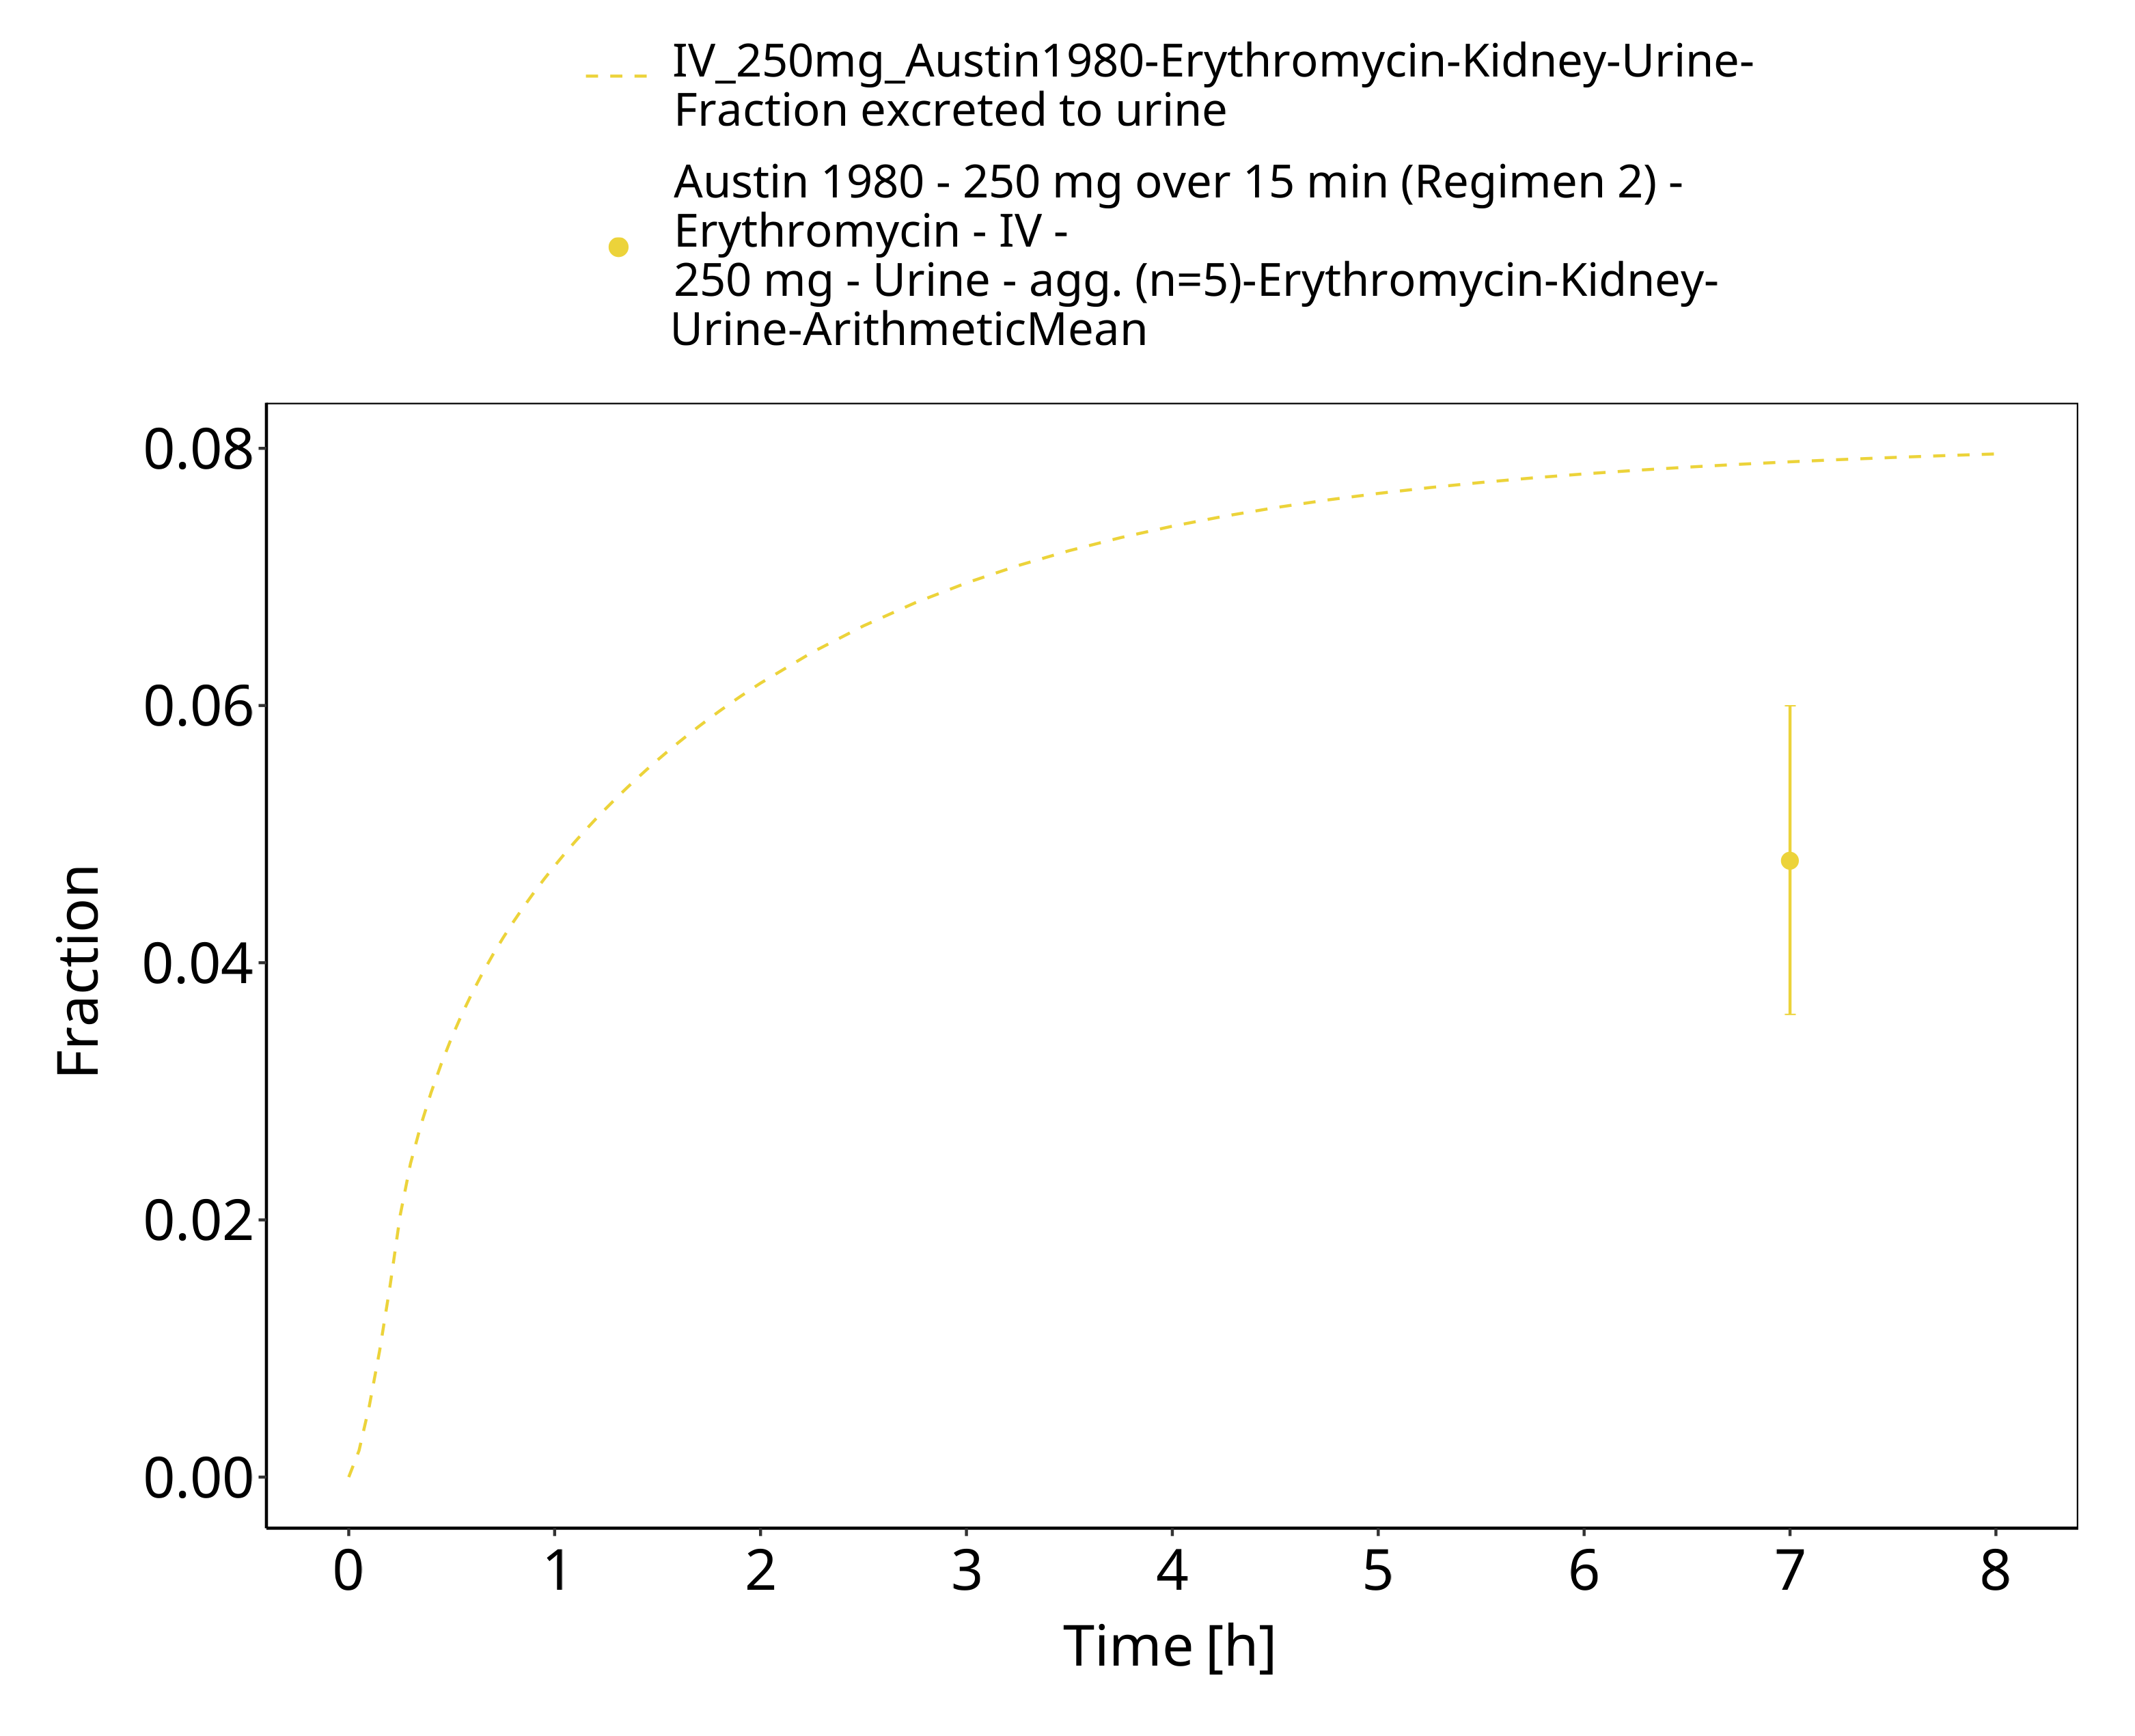 IV_250mg_Austin1980-Erythromycin-Kidney-Urine-
Fraction excreted to urine
Austin 1980 - 250 mg over 15 min (Regimen 2) -
Erythromycin - IV -
250 mg - Urine - agg. (n=5)-Erythromycin-Kidney-
Urine-ArithmeticMean
0.08
0.06
0.04
0.02
0.00
Fraction
0 1 2 3 4 5 6 7 8
Time [h]